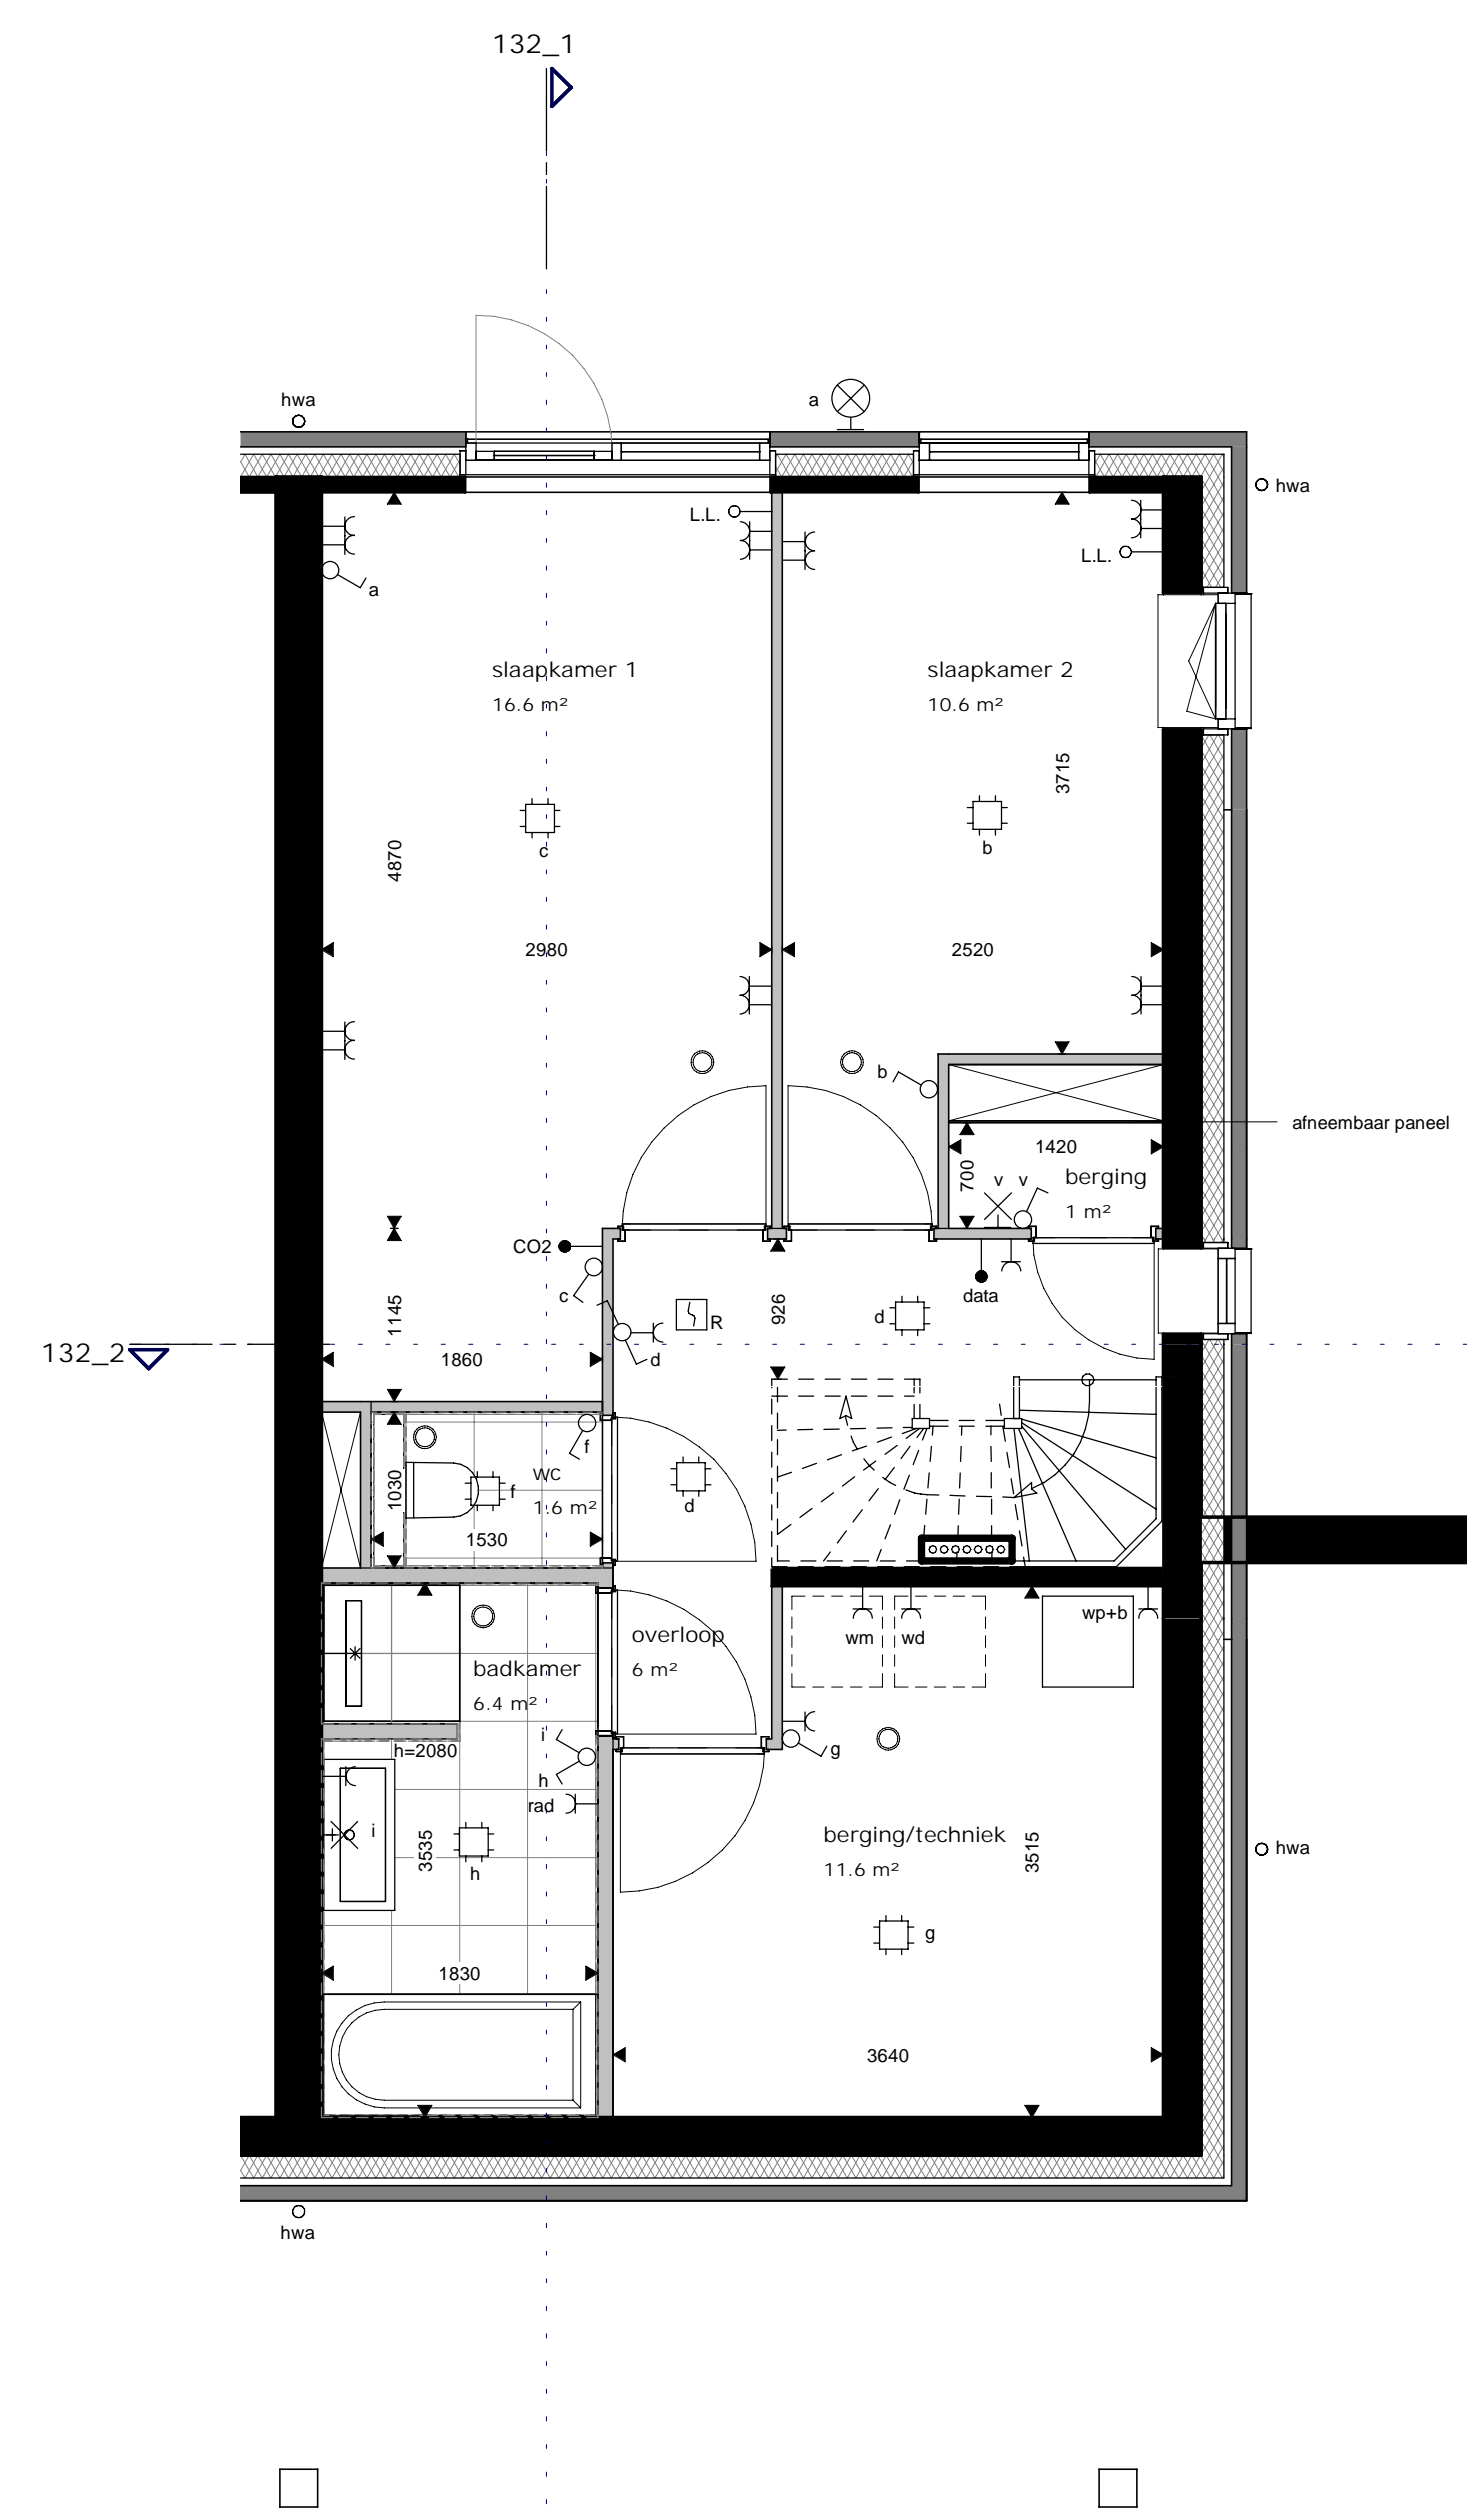 132_1
hwa
a
hwa
L.L.
L.L.
a
slaapkamer 1
16.6 m²
slaapkamer 2
10.6 m²
3715
c
b
4870
2980
2520
b
afneembaar paneel
1420
700
v v
berging
1 m²
CO2
c
data
1145
926
R
d
132_2
1860
d
f
WC
1.6 m²
f
1030
d
1530
wp+b
wm
wd
overloop
6 m²
badkamer
6.4 m²
i
h=2080
g
h
rad
i
3535
h
berging/techniek
11.6 m²
3515
hwa
g
1830
3640
hwa